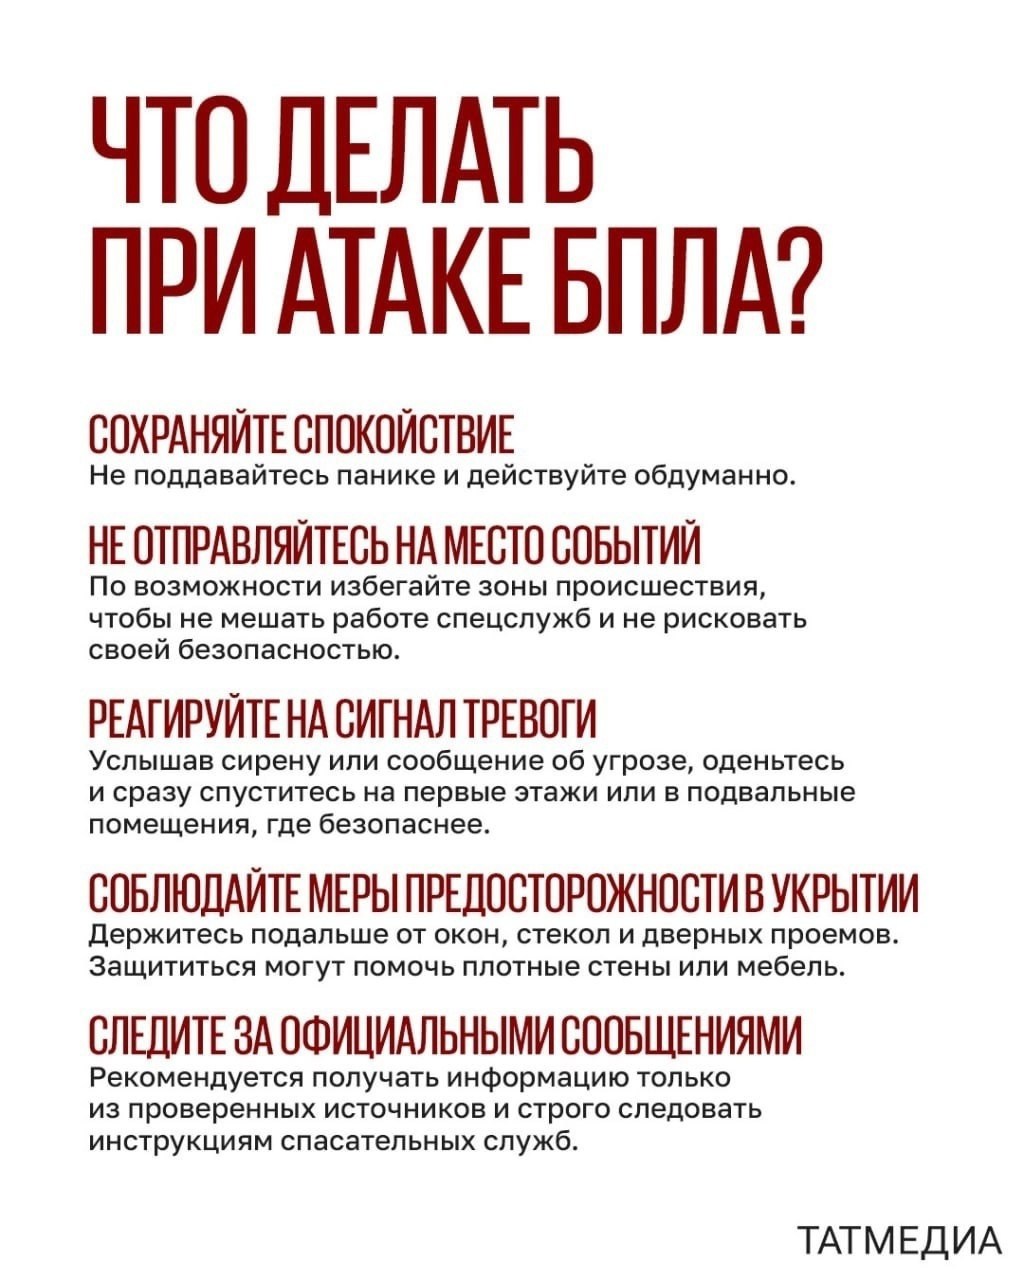 ЧТО ДЕЛАТЬ
ПРИ АТАКЕ БПЛА?
СОХРАНЯЙТЕ СПОКОЙСТВИЕ
Не поддавайтесь панике и действуйте обдуманно.
НЕ ОТПРАВЛЯЙТЕСЬ НА МЕСТО СОБЫТИЙ
По возможности избегайте зоны происшествия,
чтобы не мешать работе спецслужб и не рисковать
своей безопасностью.
РЕАГИРУЙТЕ НА СИГНАЛ ТРЕВОГИ
Услышав сирену или сообщение об угрозе, оденьтесь
и сразу спуститесь на первые этажи или в подвальные
помещения, где безопаснее.
СОБЛЮДАЙТЕ МЕРЫ ПРЕДОСТОРОЖНОСТИ В УКРЫТИИ
Держитесь подальше от окон, стекол и дверных проемов.
Защититься могут помочь плотные стены или мебель.
СЛЕДИТЕ ЗА ОФИЦИАЛЬНЫМИ СООБЩЕНИЯМИ
Рекомендуется получать информацию только
из проверенных источников и строго следовать
инструкциям спасательных служб.
ТАТМЕДИА